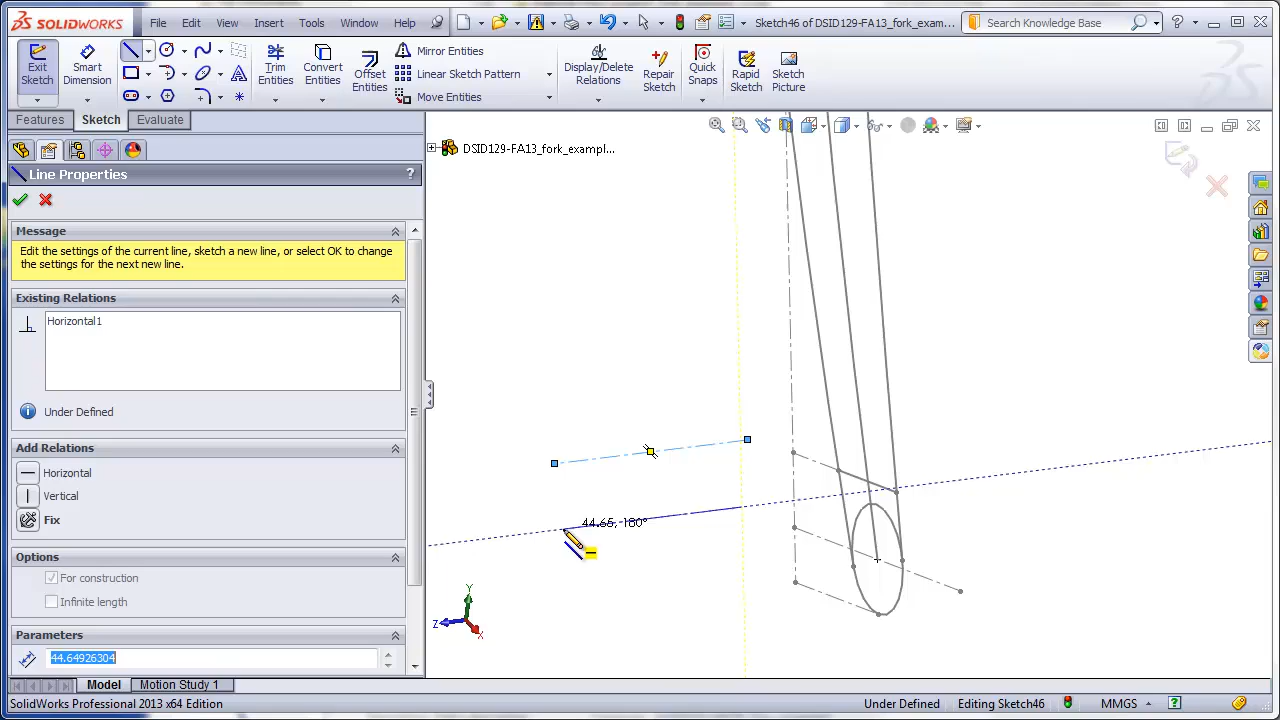 SOLIDWORKS File Edit View Insert Tools Window Help Sketch46 of DSID129-FA13_fork_exam... Search Knowledge Base ?
Exit Sketch
Smart Dimension
Trim Entities
Convert Entities
Offset Entities
Mirror Entities
Linear Sketch Pattern
Move Entities
Display/Delete Relations
Repair Sketch
Quick Snaps
Rapid Sketch
Sketch Picture
Features Sketch Evaluate
DSID129-FA13_fork_exampl...
Line Properties ?
Message
Edit the settings of the current line, sketch a new line, or select OK to change
the settings for the next new line.
Existing Relations
Horizontal1
Under Defined
Add Relations
Horizontal
Vertical
Fix
Options
For construction
Infinite length
Parameters
44.64926304
44.65, 180°
Y
Z
X
Model Motion Study 1
SolidWorks Professional 2013 x64 Edition Under Defined Editing Sketch46 MMGS ?